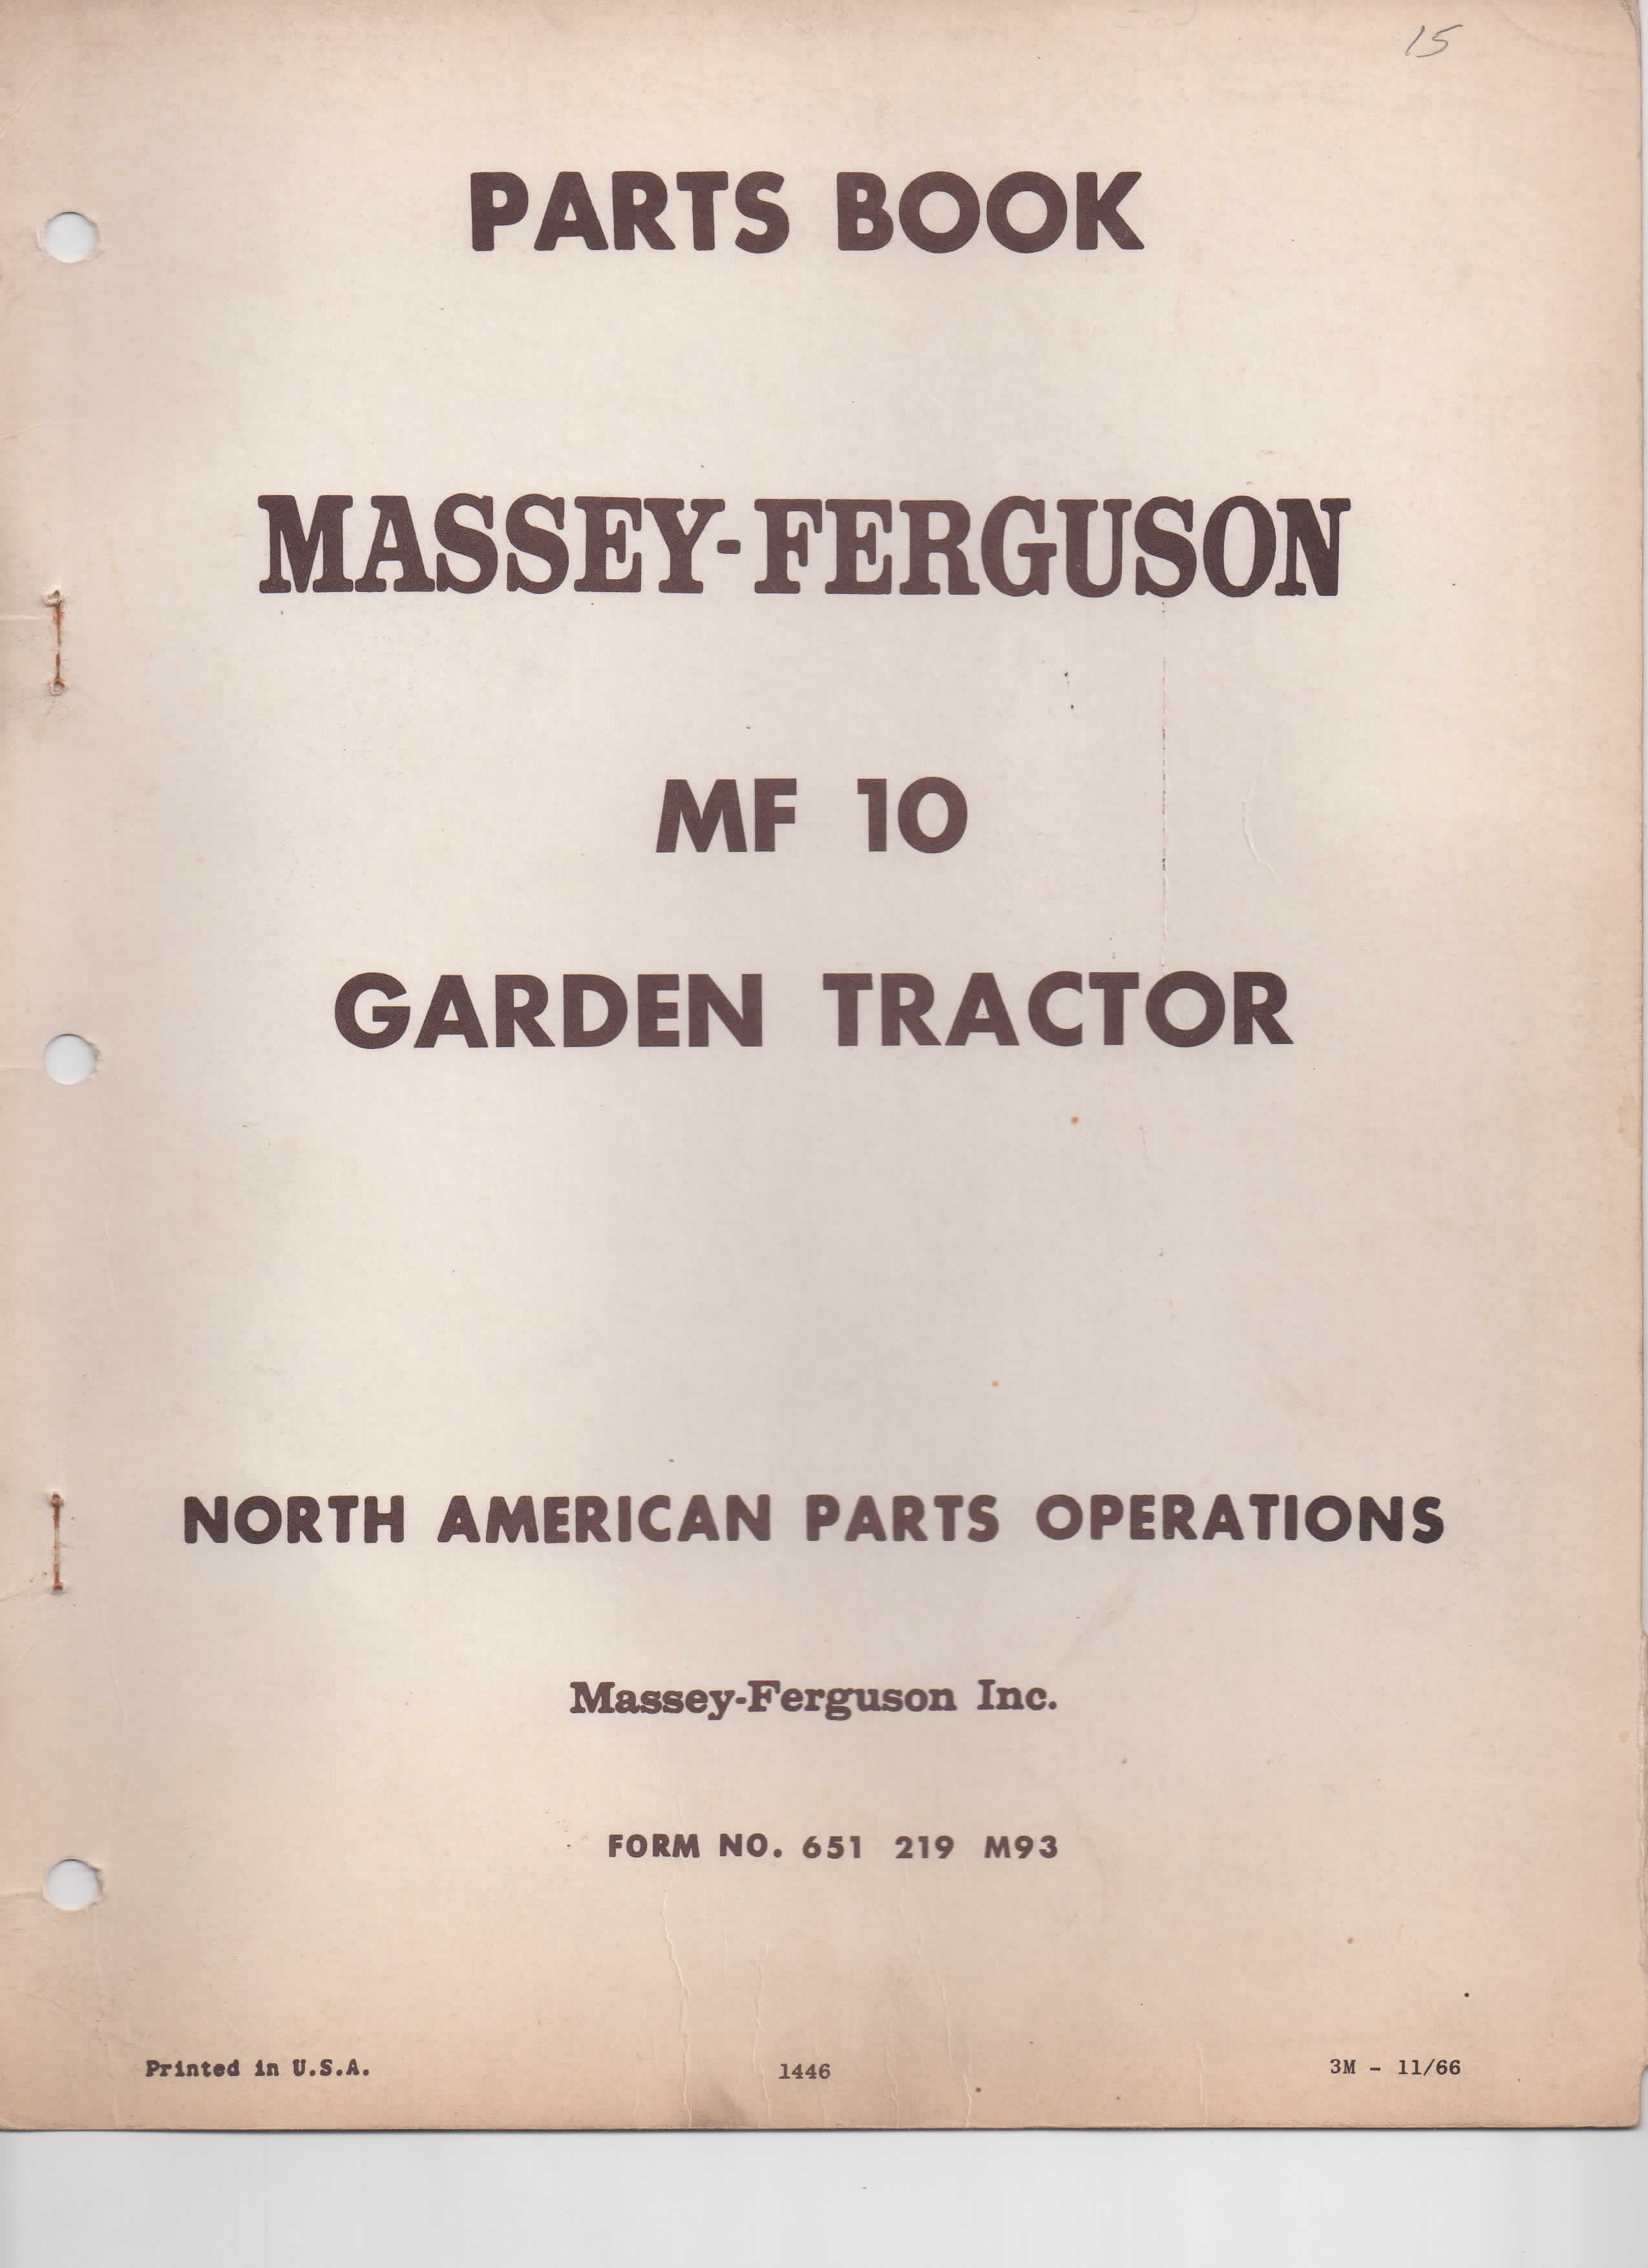 15
PARTS BOOK
MASSEY-FERGUSON
MF 10
GARDEN TRACTOR
NORTH AMERICAN PARTS OPERATIONS
Massey-Ferguson Inc.
FORM NO. 651 219 M93
Printed in U.S.A. 1446 3M - 11/66